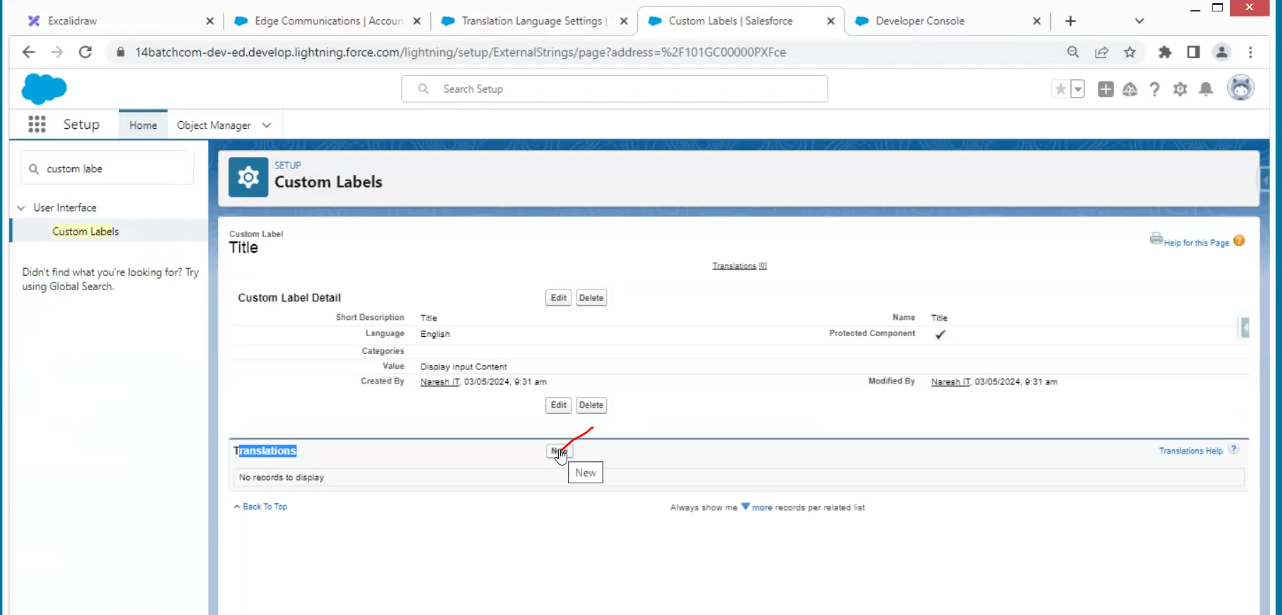 Excalidraw
Edge Communications | Accoun
Translation Language Settings |
Custom Labels | Salesforce
Developer Console
14batchcom-dev-ed.develop.lightning.force.com/lightning/setup/ExternalStrings/page?address=%2F101GC00000PXFce
Search Setup
Setup
Home
Object Manager
custom labe
User Interface
Custom Labels
Didn't find what you're looking for? Try
using Global Search.
SETUP
Custom Labels
Custom Label
Title
Help for this Page
Translations [0]
Custom Label Detail
Edit Delete
Short Description Title Name Title
Language English Protected Component
Categories
Value Display Input Content
Created By Naresh IT, 03/05/2024, 9:31 am Modified By Naresh IT, 03/05/2024, 9:31 am
Edit Delete
Translations New Translations Help ?
New
No records to display
Back To Top Always show me more records per related list